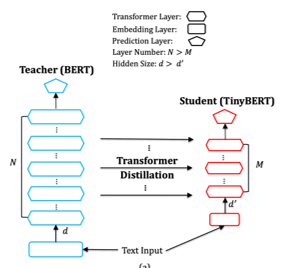 Transformer Layer:
Embedding Layer:
Prediction Layer:
Layer Number: N > M
Hidden Size: d > d′
Teacher (BERT)
Student (TinyBERT)
N
Transformer
Distillation
M
d
d′
Text Input
(a)